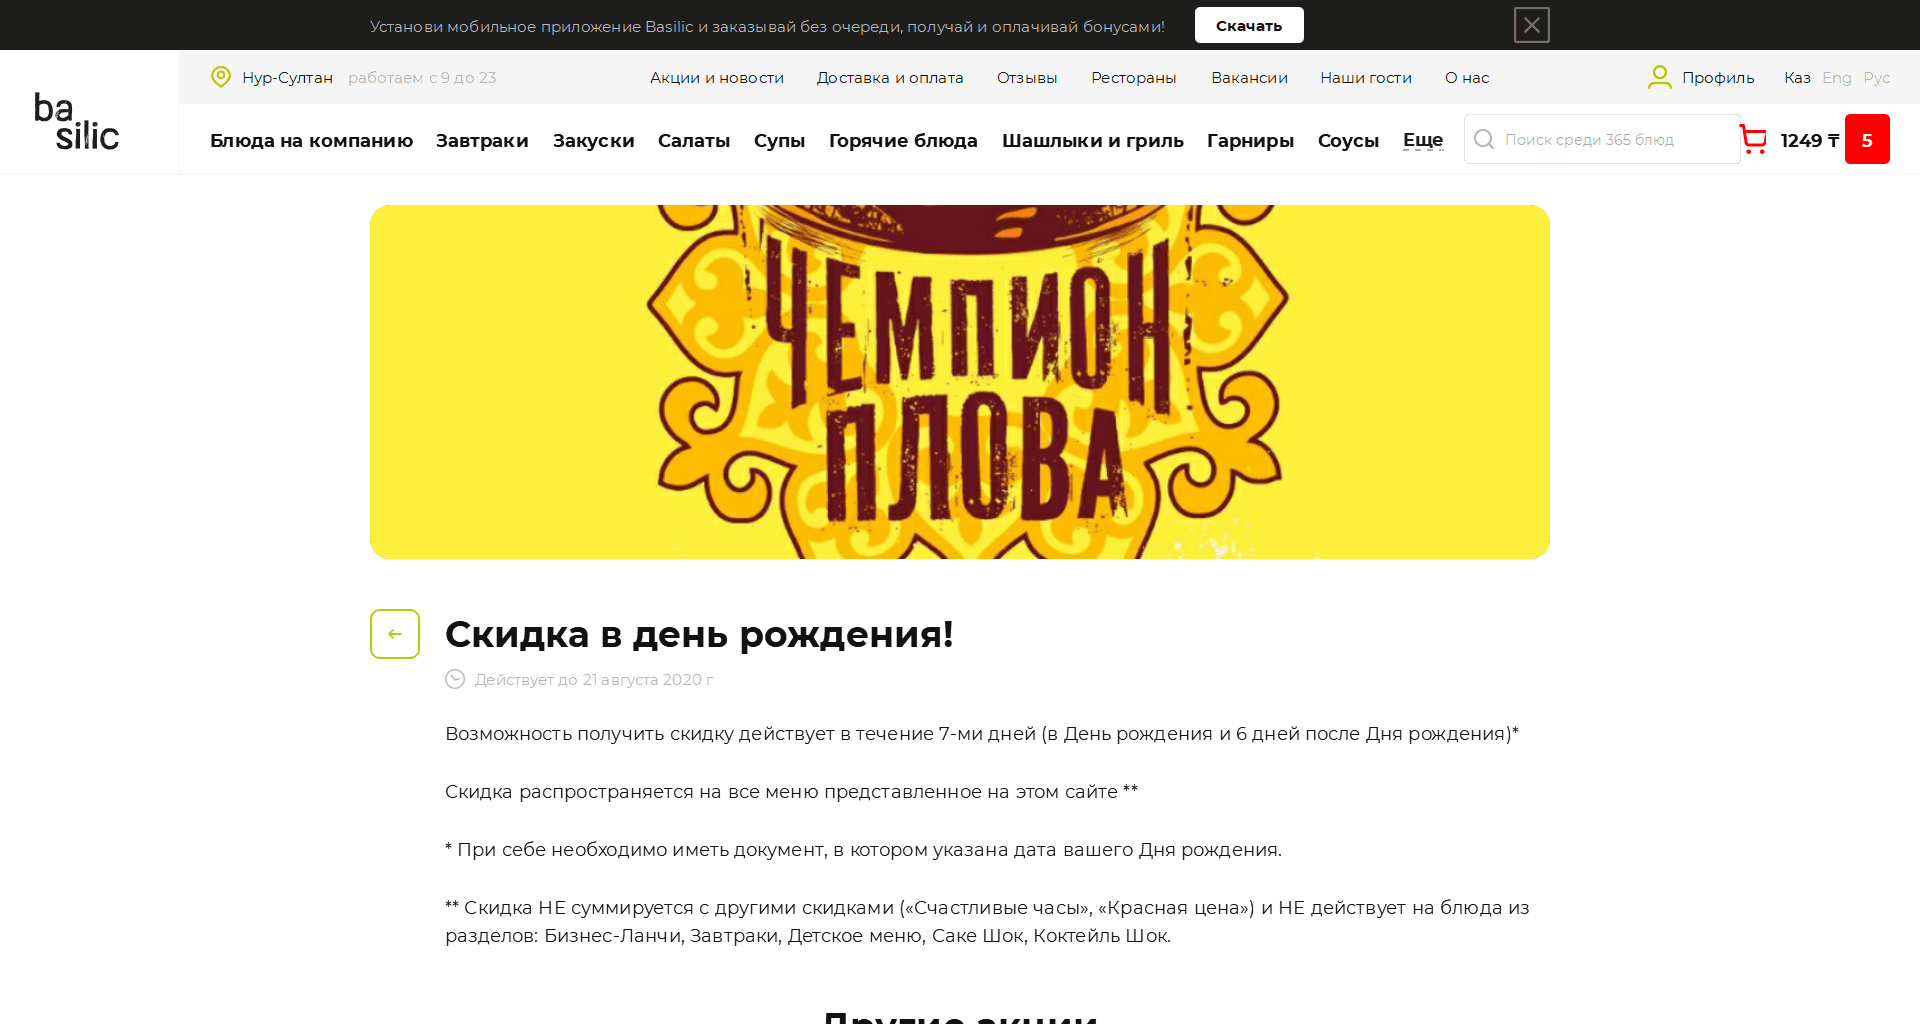 Установи мобильное приложение Basilic и заказывай без очереди, получай и оплачивай бонусами!
Скачать
ba
silic
Нур-Султан
работаем с 9 до 23
Акции и новости
Доставка и оплата
Отзывы
Рестораны
Вакансии
Наши гости
О нас
Профиль
Каз
Eng
Рус
Блюда на компанию
Завтраки
Закуски
Салаты
Супы
Горячие блюда
Шашлыки и гриль
Гарниры
Соусы
Еще
Поиск среди 365 блюд
1249 ₸
5
ЧЕМПИОН
ПЛОВА
Скидка в день рождения!
Действует до 21 августа 2020 г
Возможность получить скидку действует в течение 7-ми дней (в День рождения и 6 дней после Дня рождения)*
Скидка распространяется на все меню представленное на этом сайте **
* При себе необходимо иметь документ, в котором указана дата вашего Дня рождения.
** Скидка НЕ суммируется с другими скидками («Счастливые часы», «Красная цена») и НЕ действует на блюда из
разделов: Бизнес-Ланчи, Завтраки, Детское меню, Саке Шок, Коктейль Шок.
Другие акции